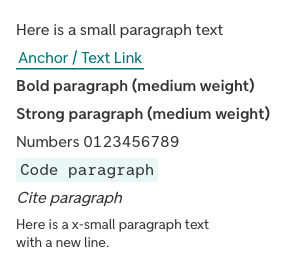 Here is a small paragraph text
Anchor / Text Link
Bold paragraph (medium weight)
Strong paragraph (medium weight)
Numbers 0123456789
Code paragraph
Cite paragraph
Here is a x-small paragraph text
with a new line.